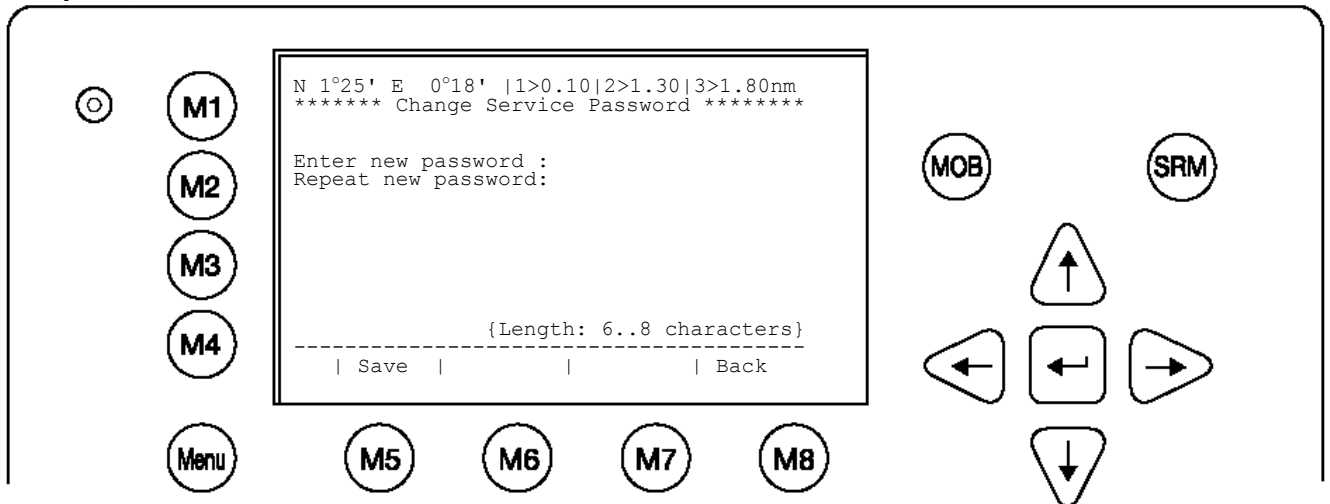 N 1°25' E  0°18' |1>0.10|2>1.30|3>1.80nm
******* Change Service Password ********
Enter new password :
Repeat new password:
{Length: 6..8 characters}
----------------------------------------
| Save  |         |         | Back
M1
M2
M3
M4
Menu
M5
M6
M7
M8
MOB
SRM